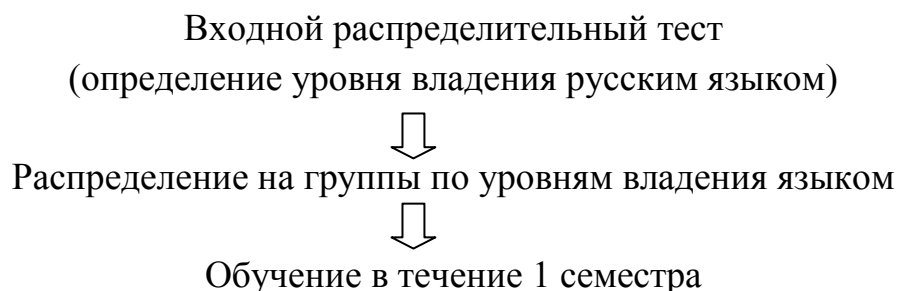 Входной распределительный тест
(определение уровня владения русским языком)
Распределение на группы по уровням владения языком
Обучение в течение 1 семестра